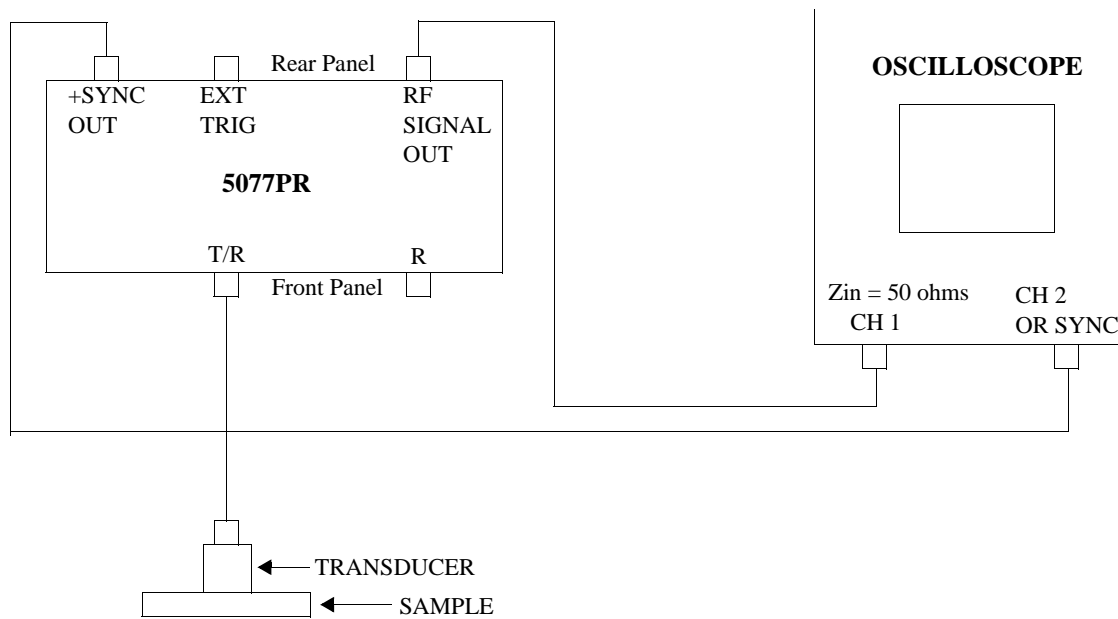 Rear Panel
OSCILLOSCOPE
+SYNC
OUT
EXT
TRIG
RF
SIGNAL
OUT
5077PR
T/R
R
Front Panel
Zin = 50 ohms
CH 1
CH 2
OR SYNC
TRANSDUCER
SAMPLE